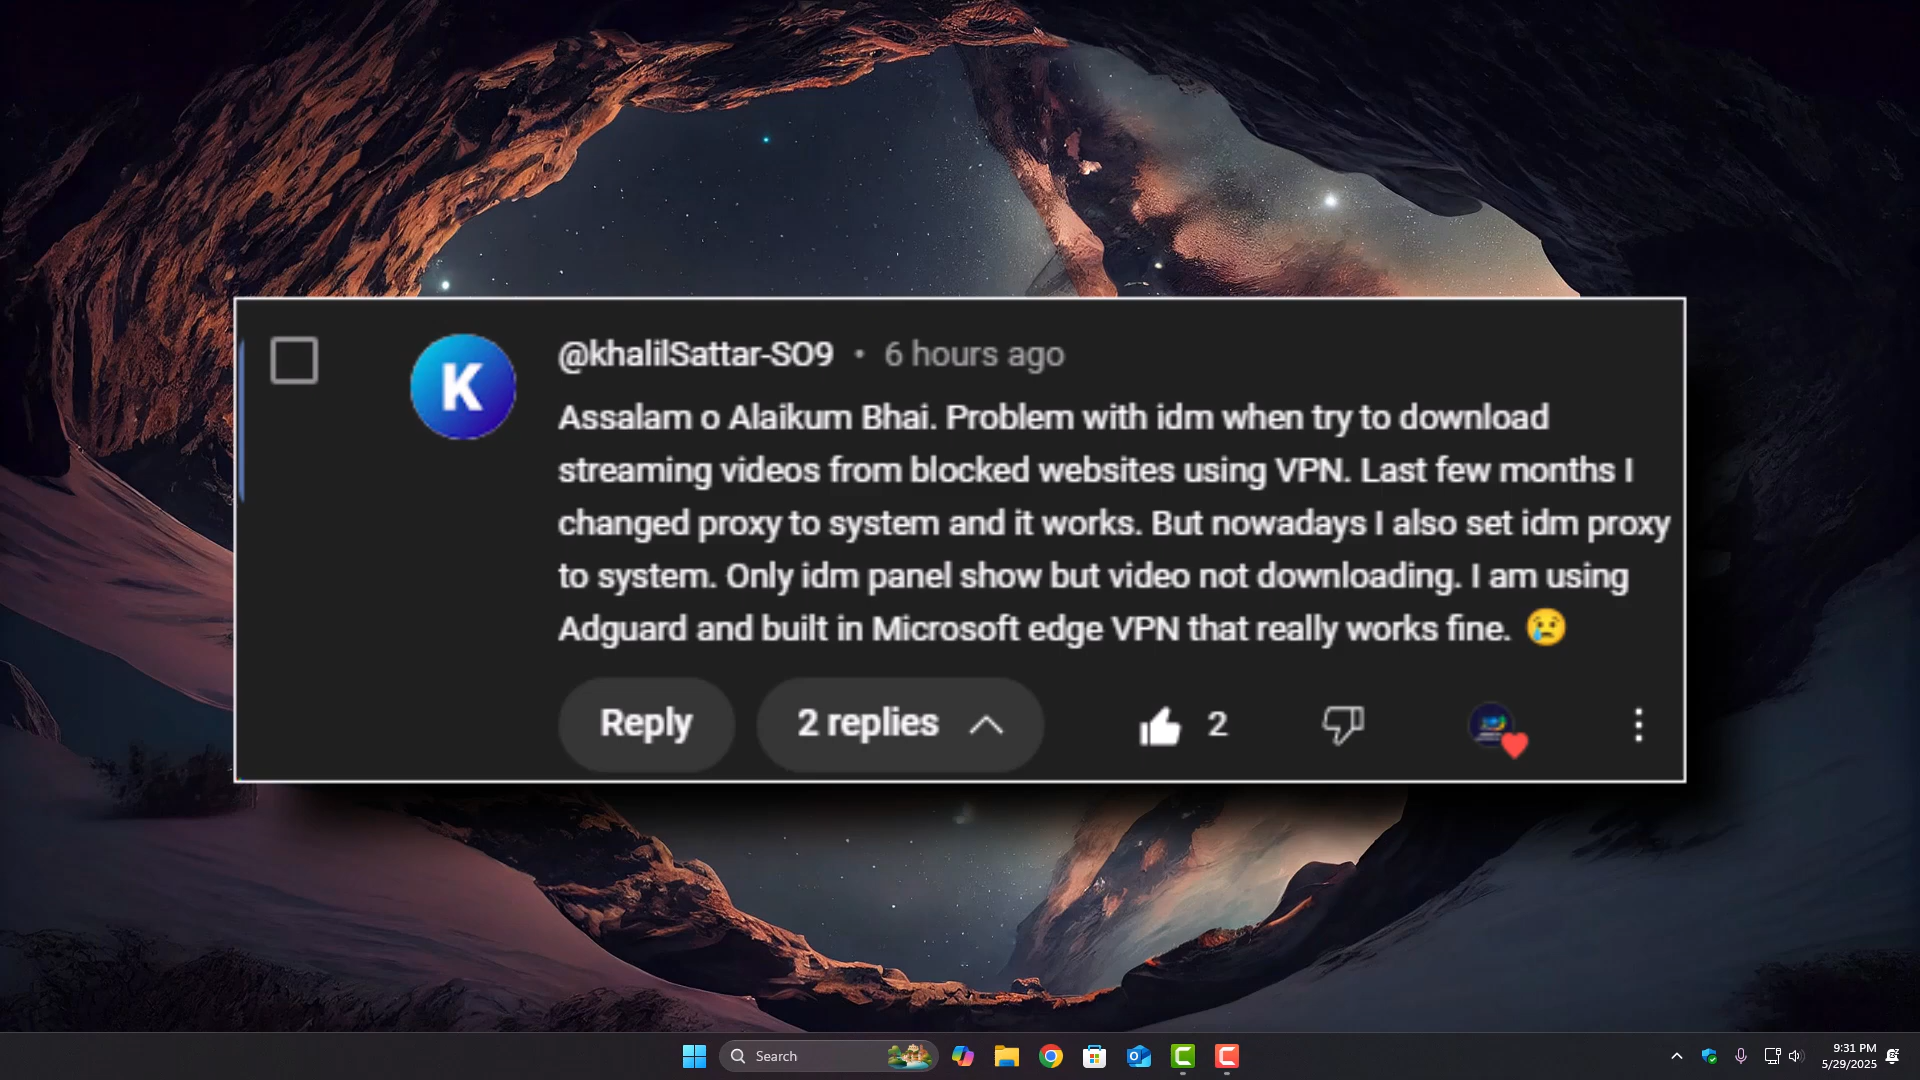 K
@khalilSattar-SO9 • 6 hours ago
Assalam o Alaikum Bhai. Problem with idm when try to download
streaming videos from blocked websites using VPN. Last few months I
changed proxy to system and it works. But nowadays I also set idm proxy
to system. Only idm panel show but video not downloading. I am using
Adguard and built in Microsoft edge VPN that really works fine. 😢
Reply
2 replies
2
Search
9:31 PM
5/29/2025